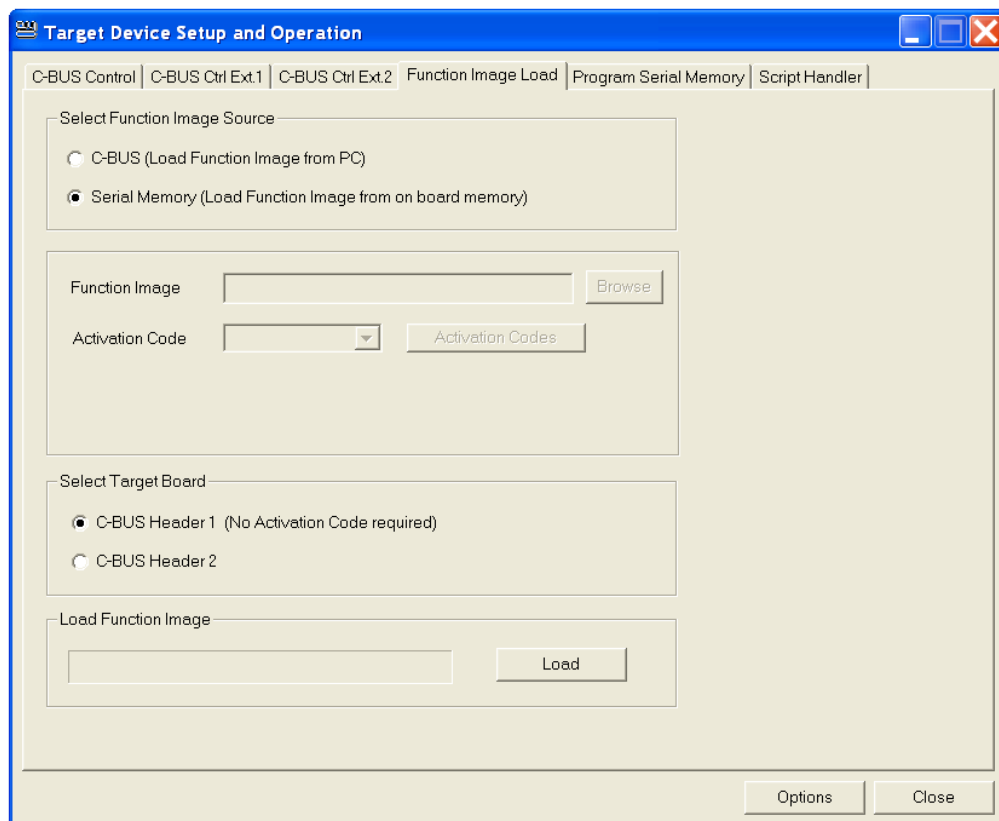 Target Device Setup and Operation
C-BUS Control C-BUS Ctrl Ext.1 C-BUS Ctrl Ext.2 Function Image Load Program Serial Memory Script Handler
Select Function Image Source
C-BUS (Load Function Image from PC)
Serial Memory (Load Function Image from on board memory)
Function Image Browse
Activation Code Activation Codes
Select Target Board
C-BUS Header 1 (No Activation Code required)
C-BUS Header 2
Load Function Image
Load
Options Close